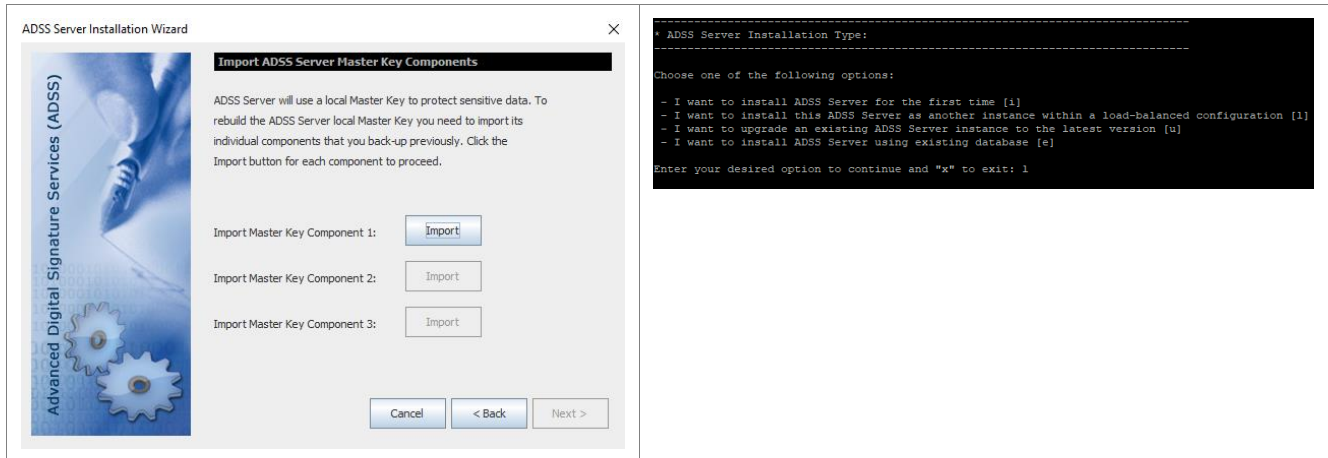 ADSS Server Installation Wizard
Advanced Digital Signature Services (ADSS)
Import ADSS Server Master Key Components
ADSS Server will use a local Master Key to protect sensitive data. To
rebuild the ADSS Server local Master Key you need to import its
individual components that you back-up previously. Click the
Import button for each component to proceed.
Import Master Key Component 1:
Import
Import Master Key Component 2:
Import
Import Master Key Component 3:
Import
Cancel
< Back
Next >
--------------------------------------------------------------------------------
* ADSS Server Installation Type:
--------------------------------------------------------------------------------
Choose one of the following options:
- I want to install ADSS Server for the first time [i]
- I want to install this ADSS Server as another instance within a load-balanced configuration [l]
- I want to upgrade an existing ADSS Server instance to the latest version [u]
- I want to install ADSS Server using existing database [e]
Enter your desired option to continue and "x" to exit: l